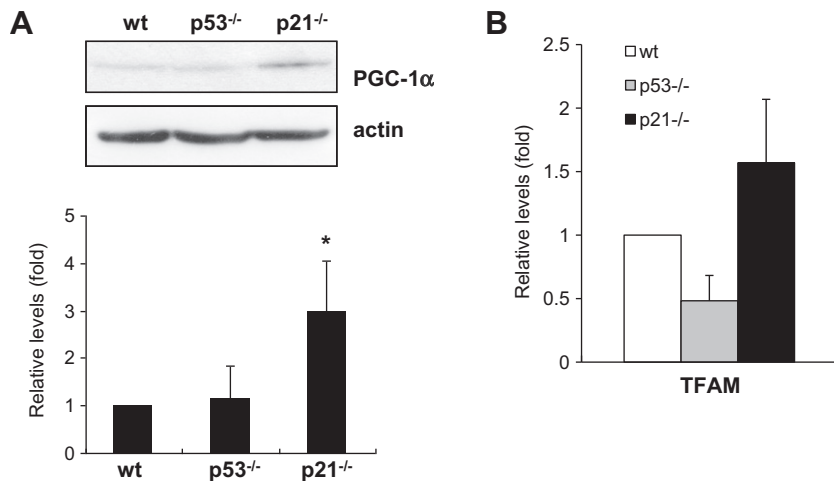 A
wt p53-/- p21-/-
PGC-1α
actin
Relative levels (fold)
5
4
3
2
1
0
*
wt p53-/- p21-/-
B
Relative levels (fold)
2.5
2
1.5
1
0.5
0
wt
p53-/-
p21-/-
TFAM